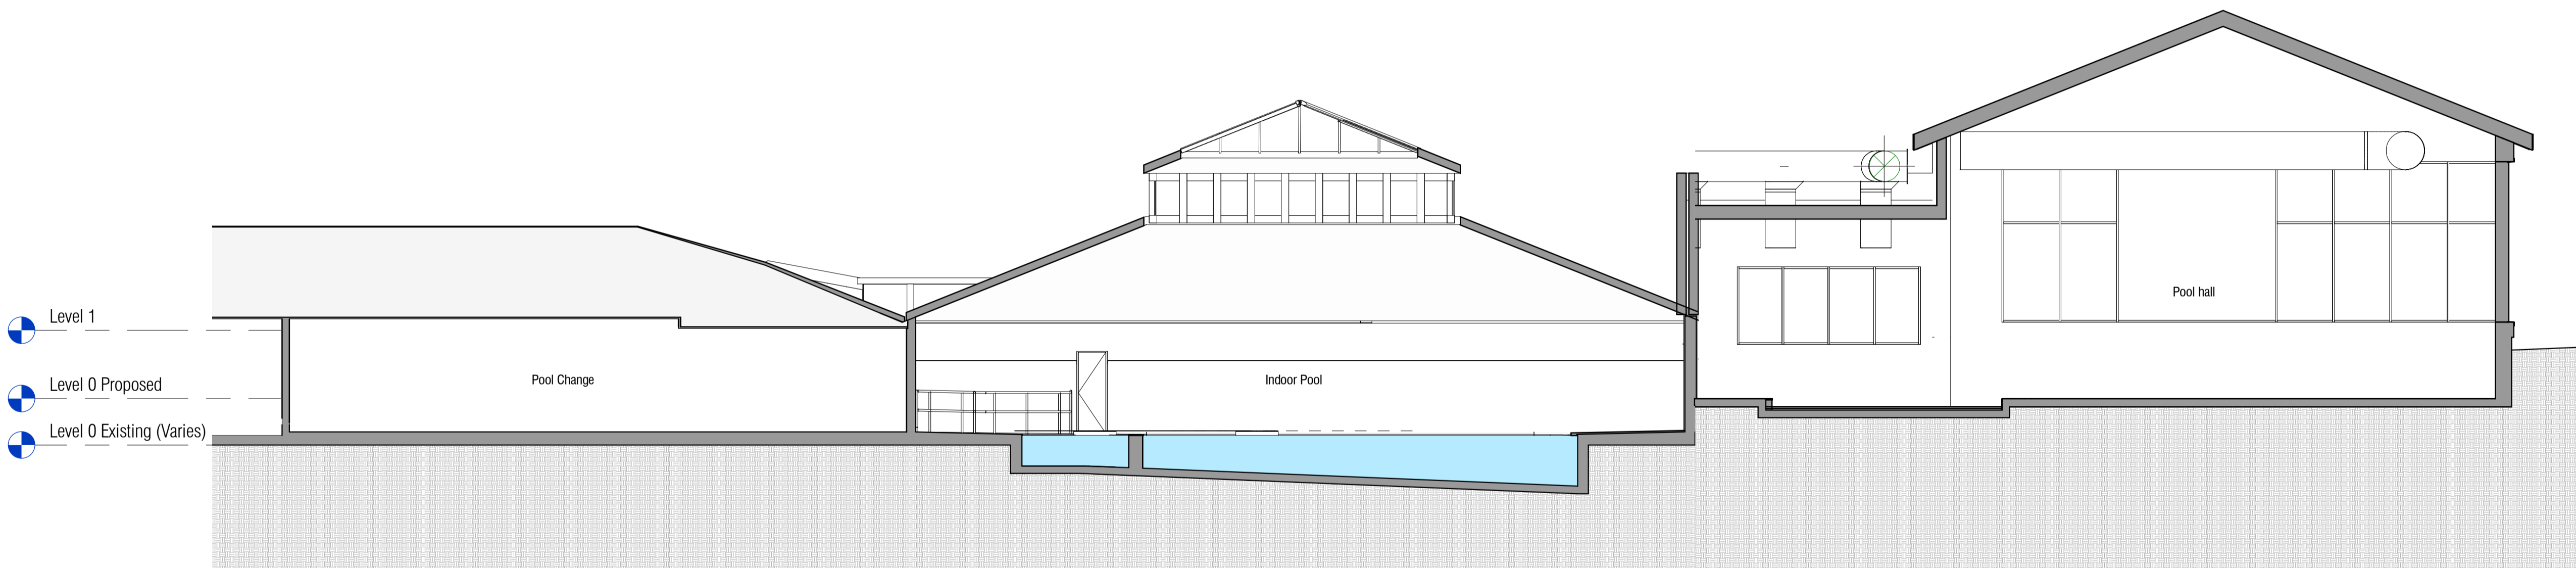 Level 1
Level 0 Proposed
Level 0 Existing (Varies)
Pool Change
Indoor Pool
Pool hall